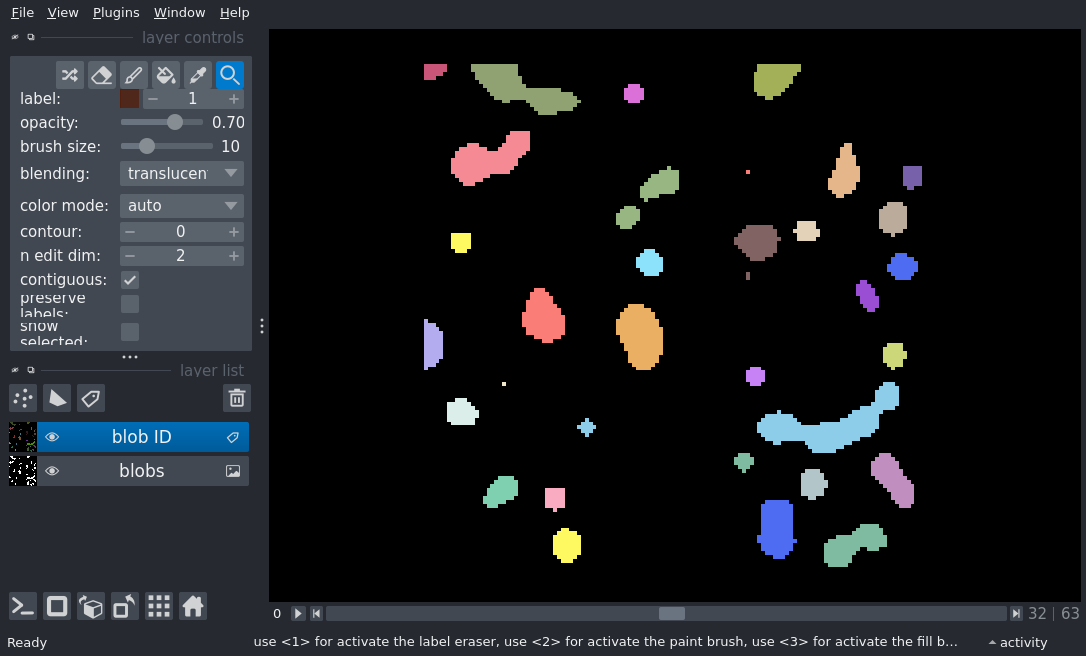 File View Plugins Window Help
layer controls
label: 1
opacity: 0.70
brush size: 10
blending: translucen
color mode: auto
contour: 0
n edit dim: 2
contiguous:
preserve
labels:
show
selected:
layer list
blob ID
blobs
0 32 | 63
Ready use <1> for activate the label eraser, use <2> for activate the paint brush, use <3> for activate the fill b... activity